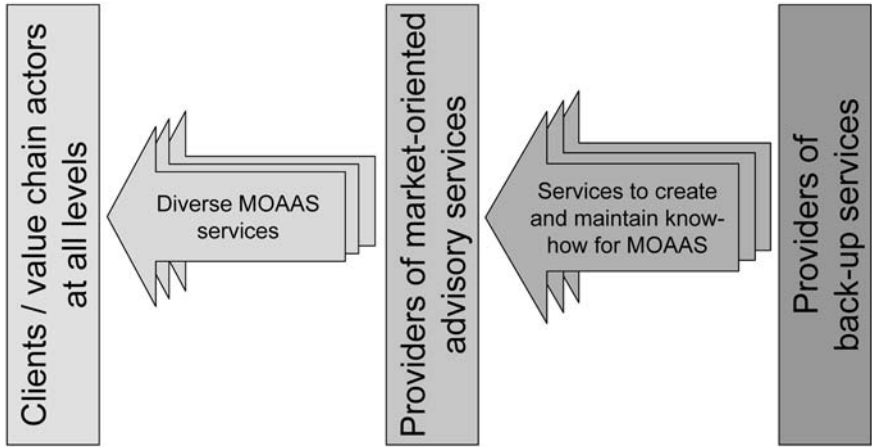 Clients / value chain actors
at all levels
Diverse MOAAS
services
Providers of market-oriented
advisory services
Services to create
and maintain know-
how for MOAAS
Providers of
back-up services